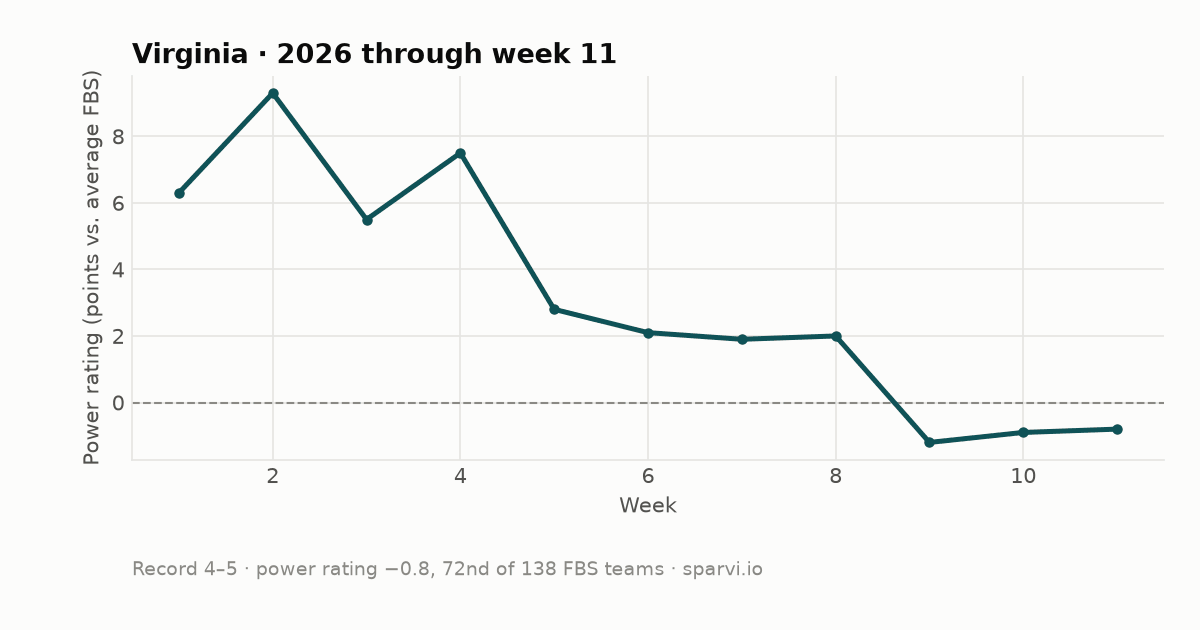 Virginia · 2026 through week 11
Power rating (points vs. average FBS)
8
6
4
2
0
2
4
6
8
10
Week
Record 4–5 · power rating −0.8, 72nd of 138 FBS teams · sparvi.io